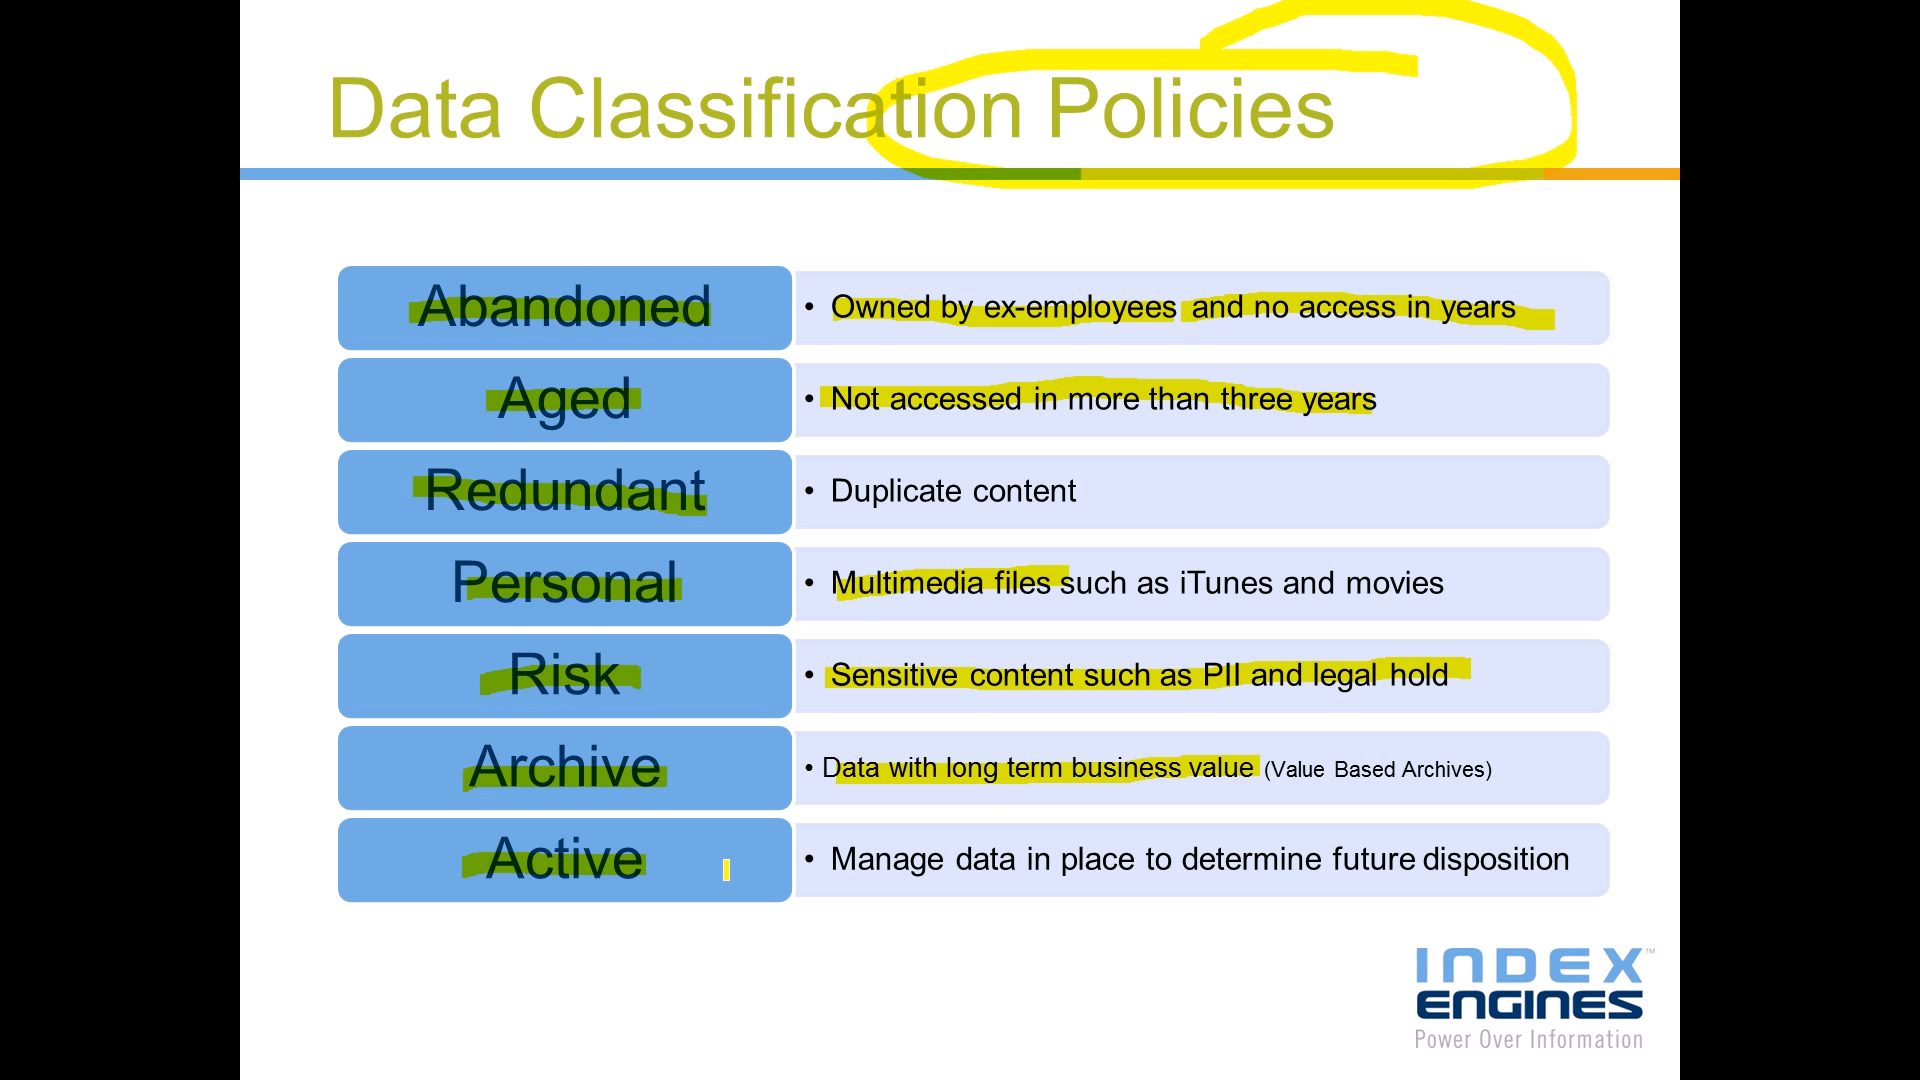 Data Classification Policies
Abandoned
• Owned by ex-employees and no access in years
Aged
• Not accessed in more than three years
Redundant
• Duplicate content
Personal
• Multimedia files such as iTunes and movies
Risk
• Sensitive content such as PII and legal hold
Archive
• Data with long term business value (Value Based Archives)
Active
• Manage data in place to determine future disposition
INDEX™
ENGINES
Power Over Information